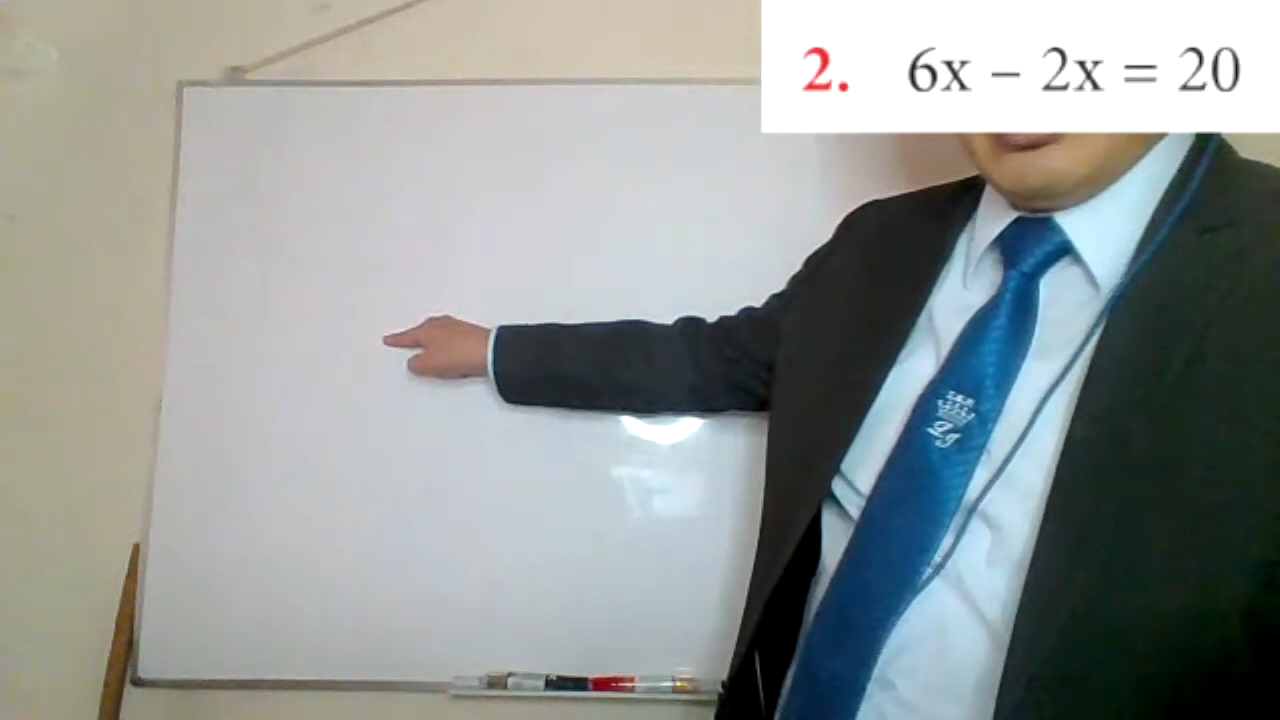 2. 6x – 2x = 20